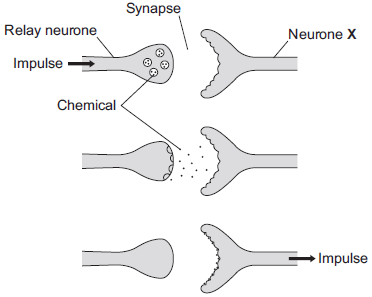 Synapse
Relay neurone
Neurone X
Impulse
Chemical
Impulse